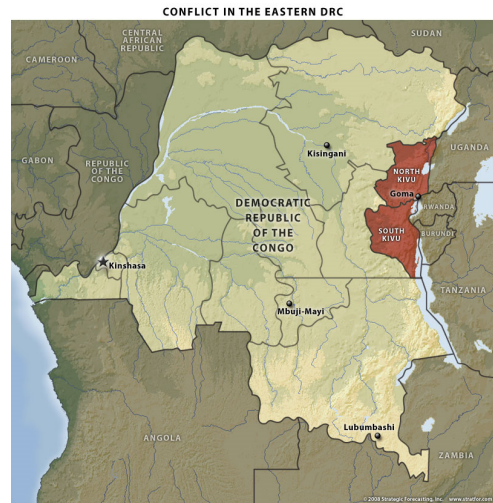 CONFLICT IN THE EASTERN DRC
CENTRAL
AFRICAN
REPUBLIC
SUDAN
CAMEROON
Kisingani
UGANDA
GABON
REPUBLIC
OF THE
CONGO
NORTH
KIVU
Goma
RWANDA
DEMOCRATIC
REPUBLIC
OF THE
CONGO
SOUTH
KIVU
BURUNDI
Kinshasa
TANZANIA
Mbuji-Mayi
Lubumbashi
ANGOLA
ZAMBIA
© 2008 Strategic Forecasting, Inc. www.stratfor.com